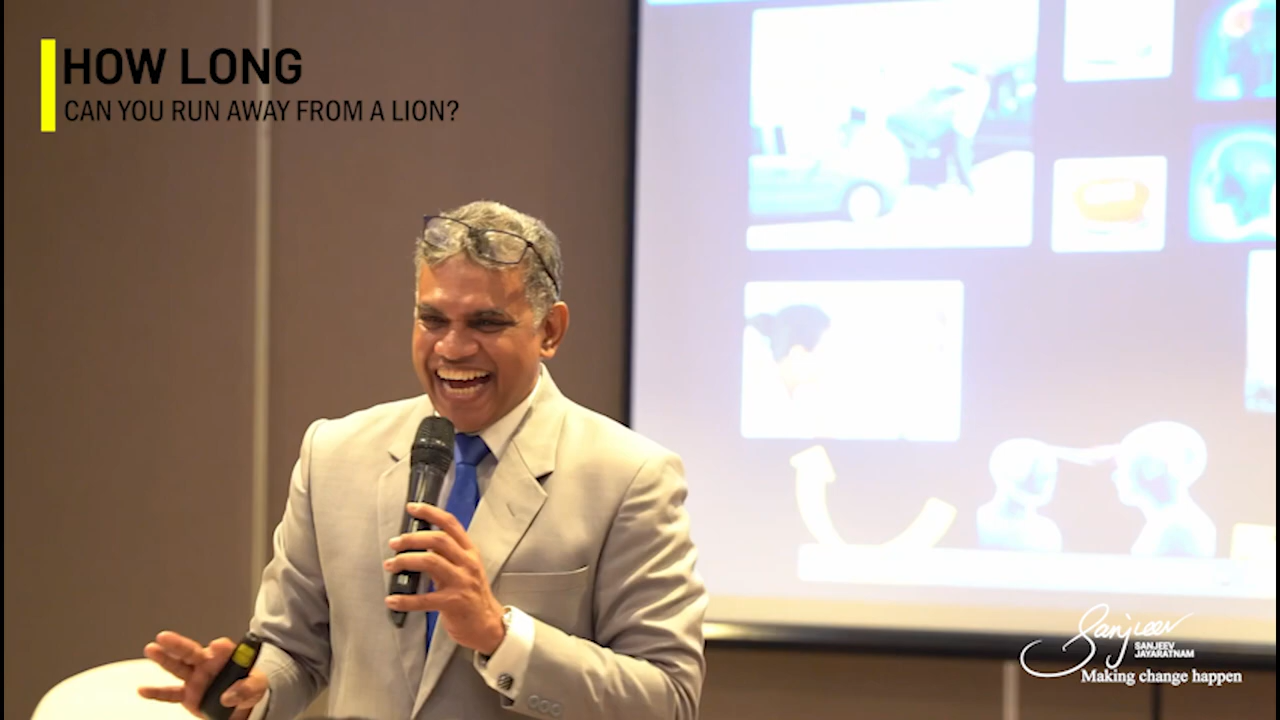 HOW LONG
CAN YOU RUN AWAY FROM A LION?
Sanjeev
SANJEEV
JAYARATNAM
Making change happen